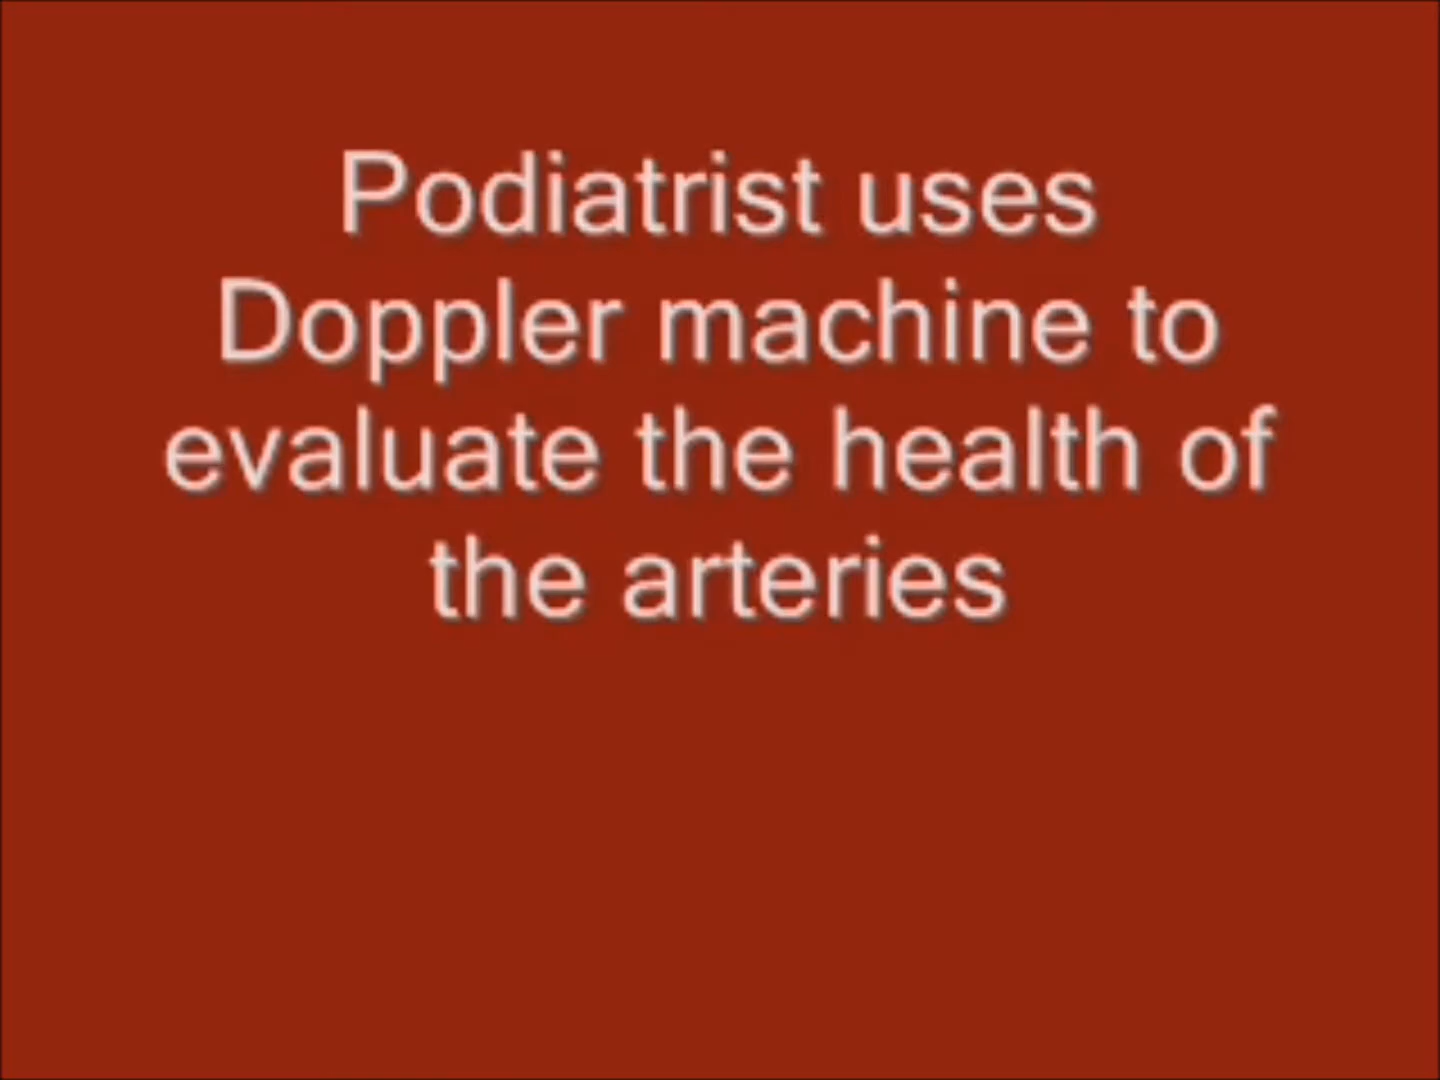 Podiatrist uses
Doppler machine to
evaluate the health of
the arteries